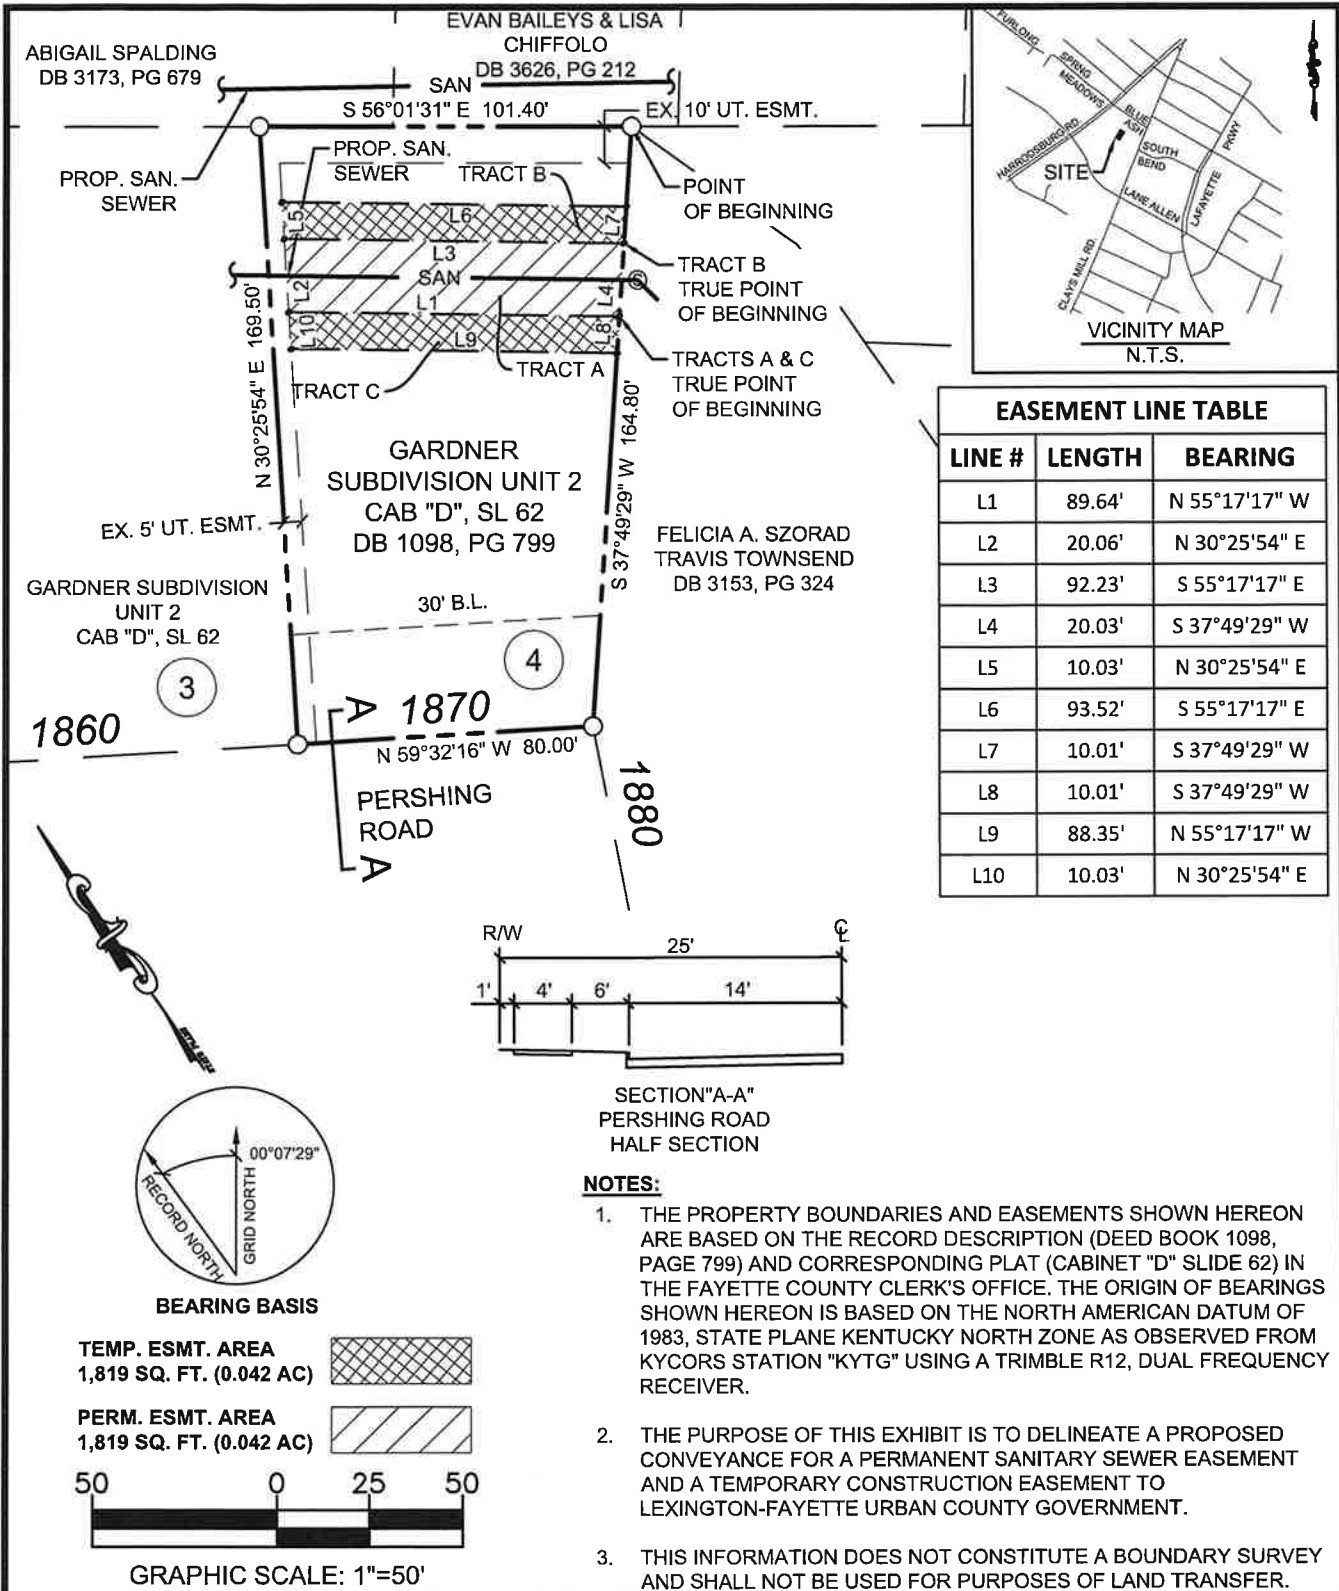 EVAN BAILEYS & LISA
CHIFFOLO
DB 3626, PG 212
ABIGAIL SPALDING
DB 3173, PG 679
SAN
S 56°01'31" E 101.40'
EX. 10' UT. ESMT.
PROP. SAN.
SEWER
PROP. SAN.
SEWER
TRACT B
POINT
OF BEGINNING
L5
L6
L7
L3
SAN
L2
L1
L4
L10
L9
L8
TRACT B
TRUE POINT
OF BEGINNING
TRACTS A & C
TRUE POINT
OF BEGINNING
TRACT A
TRACT C
N 30°25'54" E 169.50'
S 37°49'29" W 164.80'
GARDNER
SUBDIVISION UNIT 2
CAB "D", SL 62
DB 1098, PG 799
EX. 5' UT. ESMT.
FELICIA A. SZORAD
TRAVIS TOWNSEND
DB 3153, PG 324
GARDNER SUBDIVISION
UNIT 2
CAB "D", SL 62
30' B.L.
3
4
1860
A 1870
N 59°32'16" W 80.00'
1880
PERSHING
ROAD
A
FURLONG
SPRING
MEADOWS
BLUE
ASH
HARRODSBURG RD.
SOUTH
BEND
PKWY
SITE
LANE ALLEN
LAFAYETTE
CLAYS MILL RD.
VICINITY MAP
N.T.S.
EASEMENT LINE TABLE
LINE # LENGTH BEARING
L1 89.64' N 55°17'17" W
L2 20.06' N 30°25'54" E
L3 92.23' S 55°17'17" E
L4 20.03' S 37°49'29" W
L5 10.03' N 30°25'54" E
L6 93.52' S 55°17'17" E
L7 10.01' S 37°49'29" W
L8 10.01' S 37°49'29" W
L9 88.35' N 55°17'17" W
L10 10.03' N 30°25'54" E
R/W
25'
1' 4' 6' 14'
SECTION"A-A"
PERSHING ROAD
HALF SECTION
00°07'29"
RECORD NORTH
GRID NORTH
BEARING BASIS
TEMP. ESMT. AREA
1,819 SQ. FT. (0.042 AC)
PERM. ESMT. AREA
1,819 SQ. FT. (0.042 AC)
50 0 25 50
GRAPHIC SCALE: 1"=50'
NOTES:
1. THE PROPERTY BOUNDARIES AND EASEMENTS SHOWN HEREON
ARE BASED ON THE RECORD DESCRIPTION (DEED BOOK 1098,
PAGE 799) AND CORRESPONDING PLAT (CABINET "D" SLIDE 62) IN
THE FAYETTE COUNTY CLERK'S OFFICE. THE ORIGIN OF BEARINGS
SHOWN HEREON IS BASED ON THE NORTH AMERICAN DATUM OF
1983, STATE PLANE KENTUCKY NORTH ZONE AS OBSERVED FROM
KYCORS STATION "KYTG" USING A TRIMBLE R12, DUAL FREQUENCY
RECEIVER.
2. THE PURPOSE OF THIS EXHIBIT IS TO DELINEATE A PROPOSED
CONVEYANCE FOR A PERMANENT SANITARY SEWER EASEMENT
AND A TEMPORARY CONSTRUCTION EASEMENT TO
LEXINGTON-FAYETTE URBAN COUNTY GOVERNMENT.
3. THIS INFORMATION DOES NOT CONSTITUTE A BOUNDARY SURVEY
AND SHALL NOT BE USED FOR PURPOSES OF LAND TRANSFER.